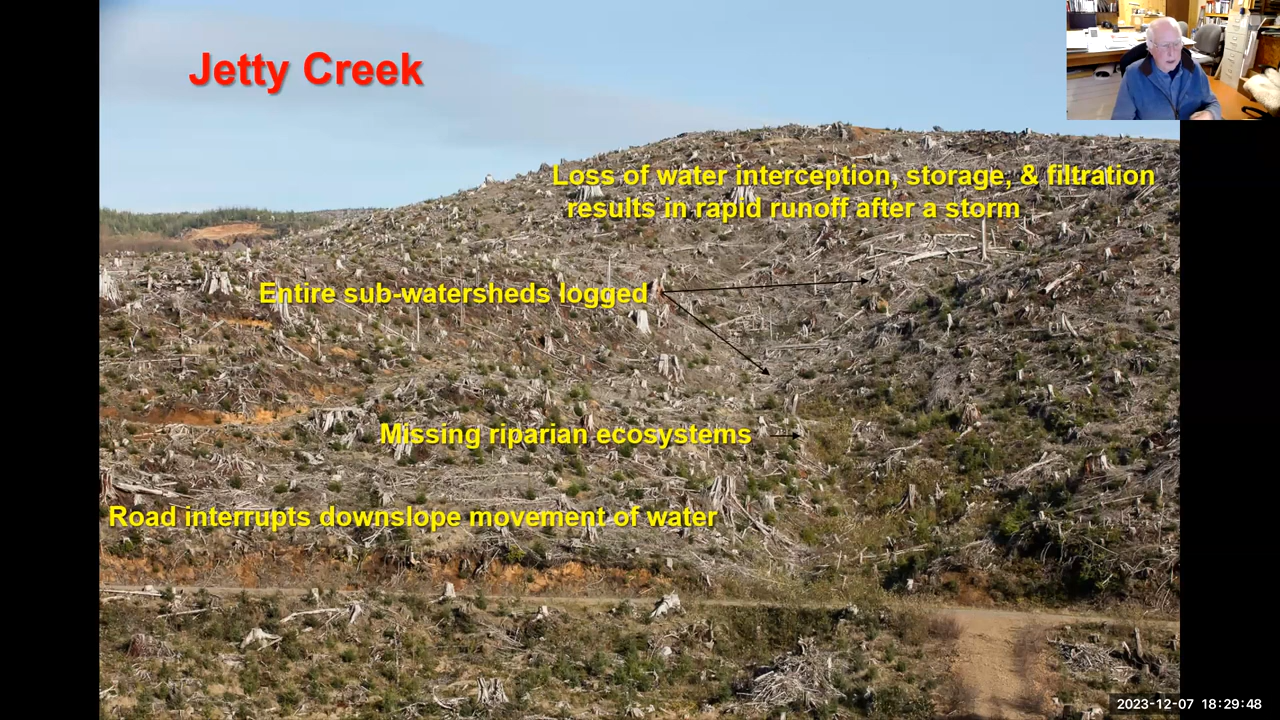 Jetty Creek
Loss of water interception, storage, & filtration
results in rapid runoff after a storm
Entire sub-watersheds logged
Missing riparian ecosystems
Road interrupts downslope movement of water
2023-12-07 18:29:48